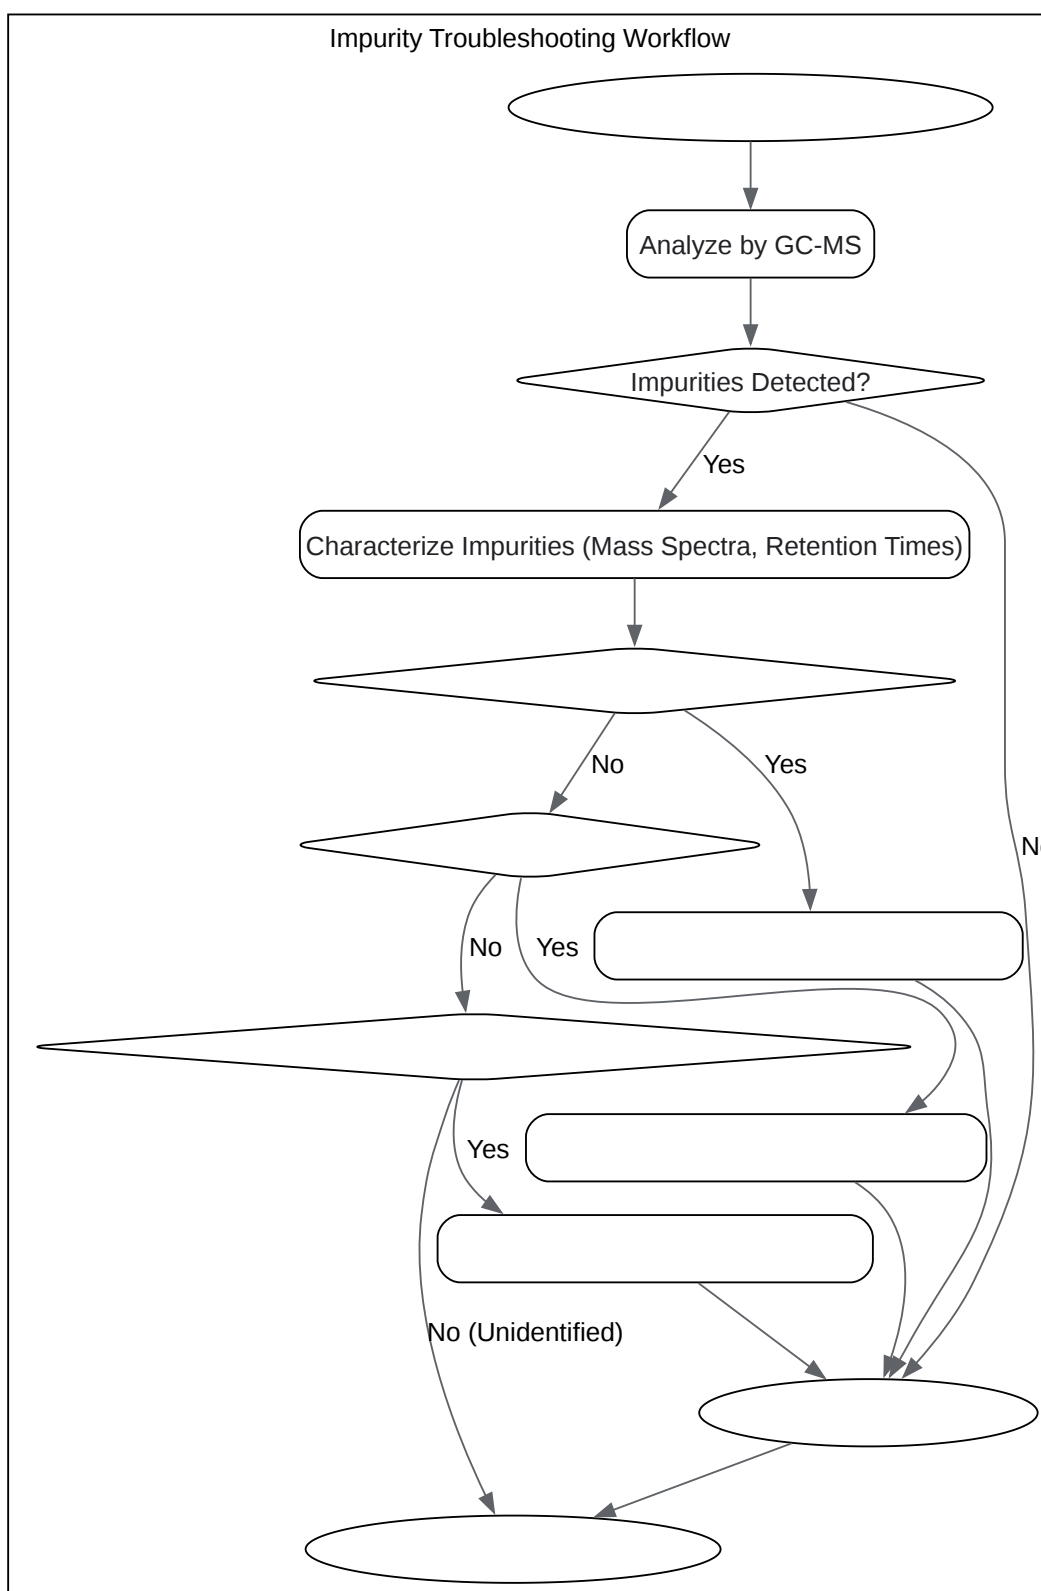 Impurity Troubleshooting Workflow
Analyze by GC-MS
Impurities Detected?
Yes
Characterize Impurities (Mass Spectra, Retention Times)
No
Yes
No
Yes
Yes
No (Unidentified)